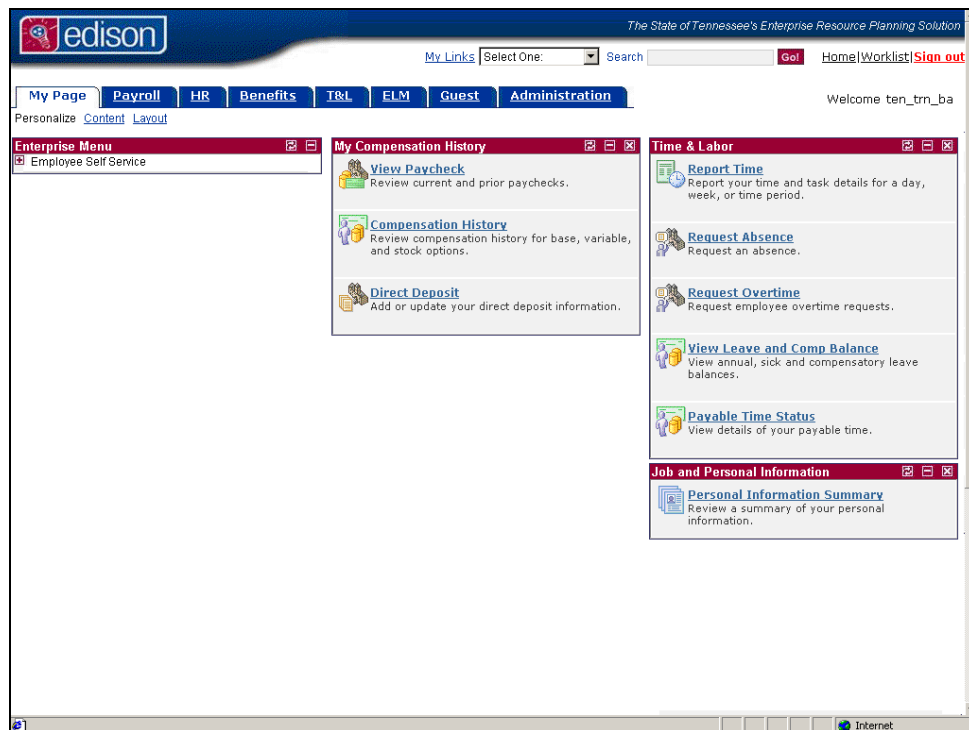 edison
The State of Tennessee's Enterprise Resource Planning Solution
My Links Select One: Search Go! Home|Worklist|Sign out
My Page Payroll HR Benefits T&L ELM Guest Administration
Welcome ten_trn_ba
Personalize Content Layout
Enterprise Menu
Employee Self Service
My Compensation History
View Paycheck
Review current and prior paychecks.
Compensation History
Review compensation history for base, variable,
and stock options.
Direct Deposit
Add or update your direct deposit information.
Time & Labor
Report Time
Report your time and task details for a day,
week, or time period.
Request Absence
Request an absence.
Request Overtime
Request employee overtime requests.
View Leave and Comp Balance
View annual, sick and compensatory leave
balances.
Payable Time Status
View details of your payable time.
Job and Personal Information
Personal Information Summary
Review a summary of your personal
information.
Internet